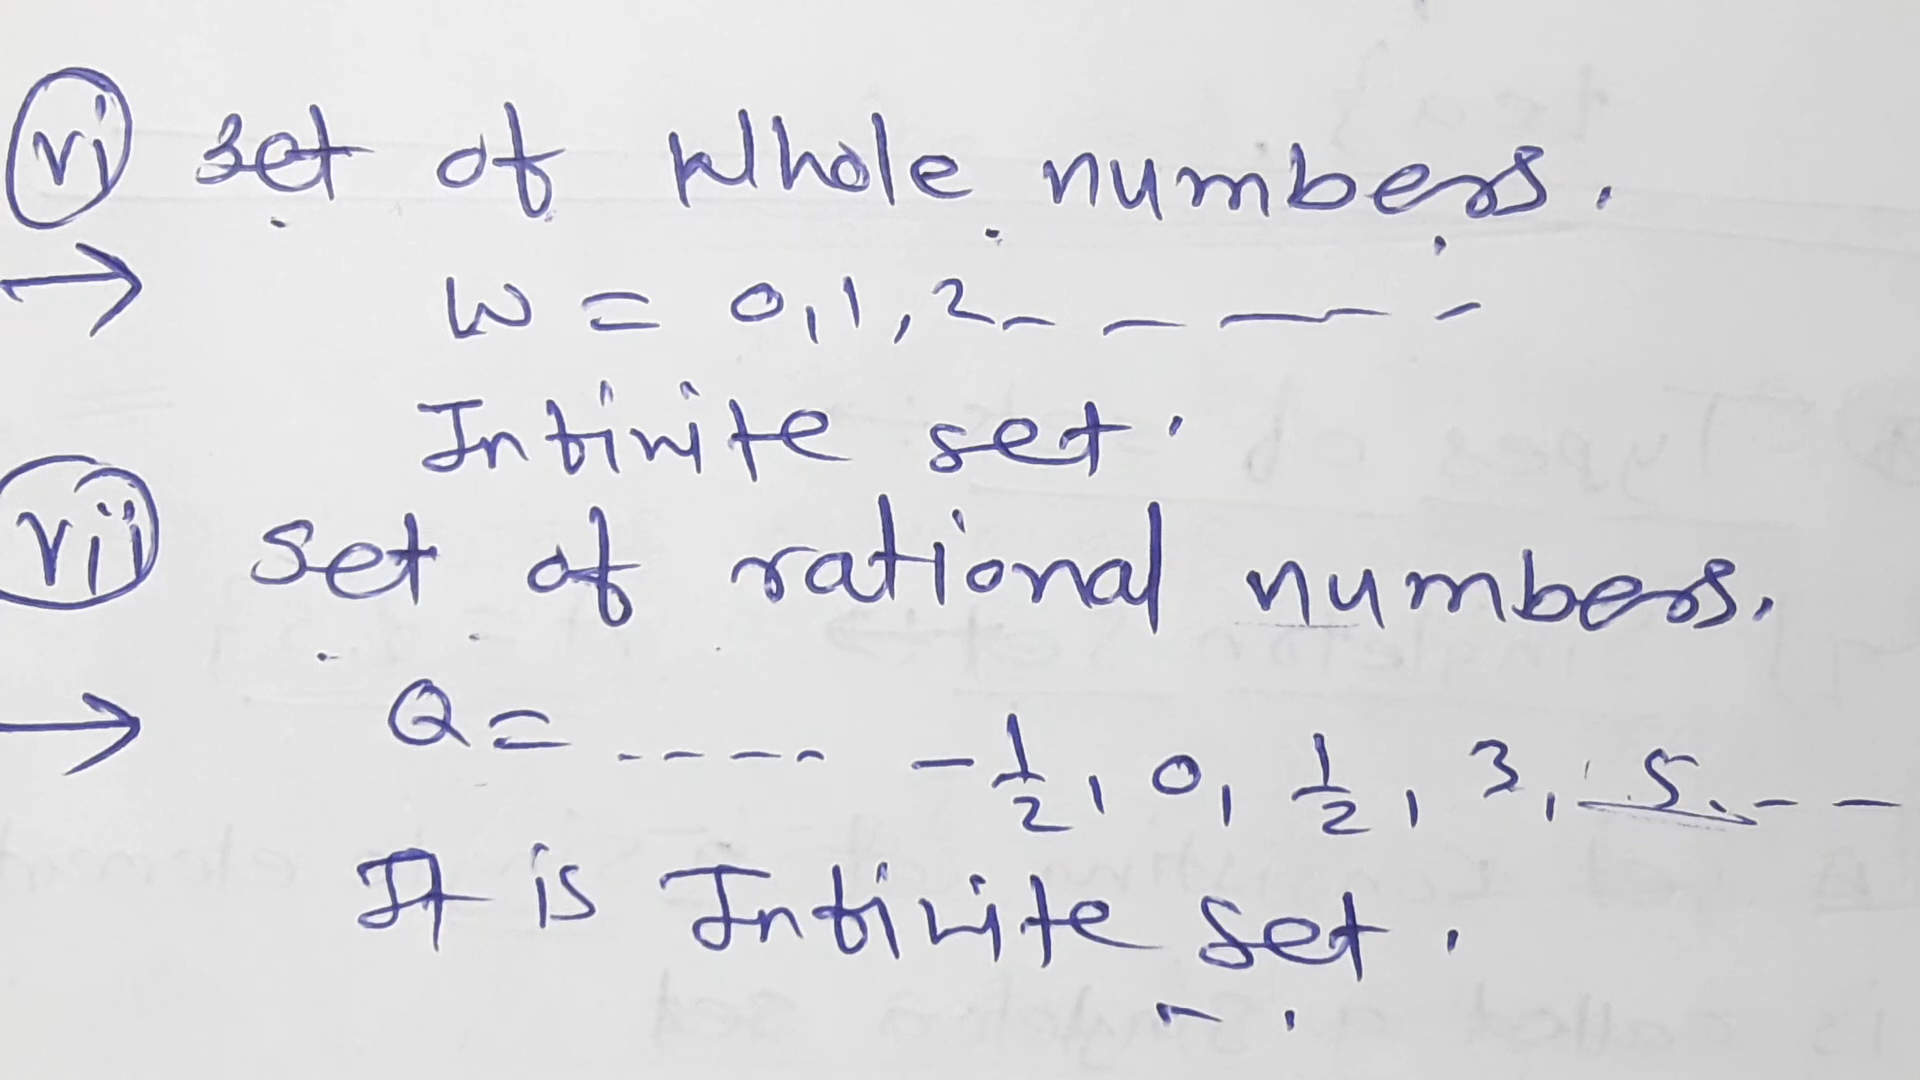 (vi) set of Whole numbers.
→ W = 0, 1, 2 - - - -
Infinite set.
(vii) set of rational numbers.
→ Q = - - - - -1/2, 0, 1/2, 3, 5 - - -
It is Infinite set.